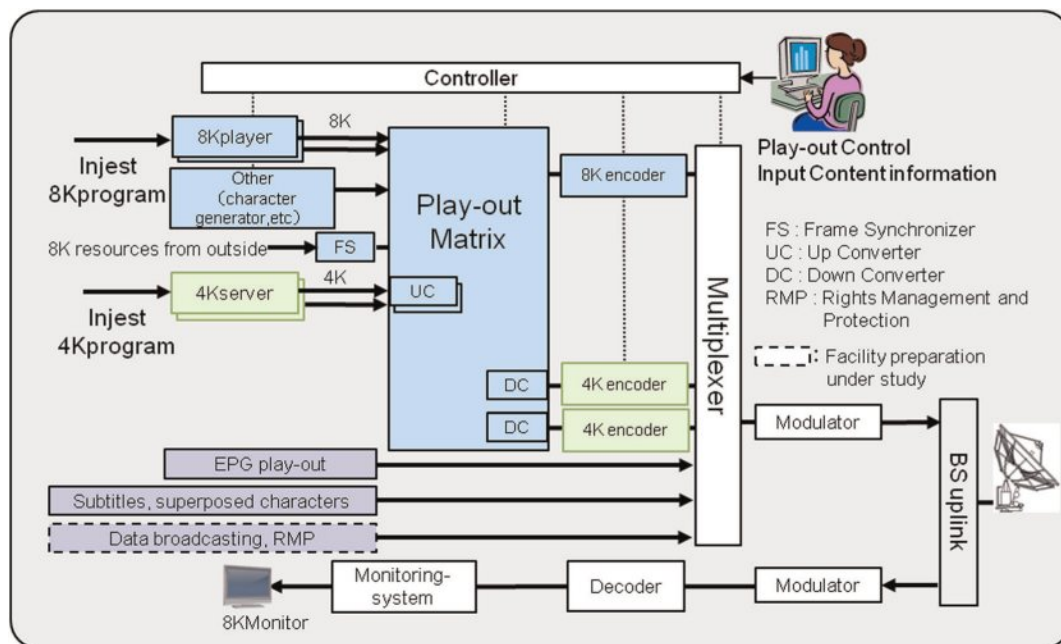 Controller
8Kplayer
8K
Injest
8Kprogram
Other
(character
generator,etc)
8K resources from outside
FS
4Kserver
4K
Injest
4Kprogram
UC
Play-out
Matrix
DC
DC
8K encoder
4K encoder
4K encoder
Multiplexer
Play-out Control
Input Content information
FS : Frame Synchronizer
UC : Up Converter
DC : Down Converter
RMP : Rights Management and
Protection
: Facility preparation
under study
EPG play-out
Subtitles, superposed characters
Data broadcasting, RMP
Modulator
BS uplink
8KMonitor
Monitoring-
system
Decoder
Modulator